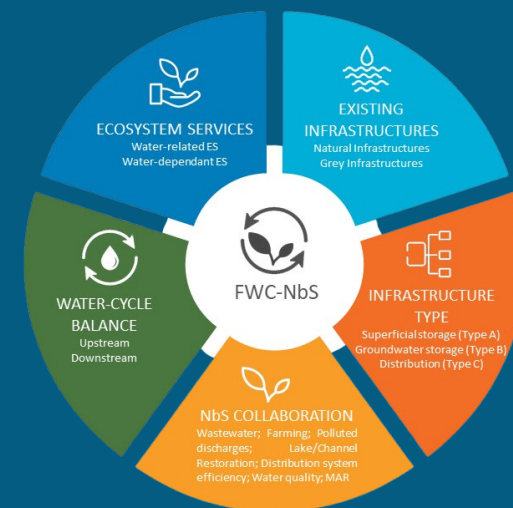 ECOSYSTEM SERVICES
Water-related ES
Water-dependant ES
EXISTING
INFRASTRUCTURES
Natural Infrastructures
Grey Infrastructures
FWC-NbS
WATER-CYCLE
BALANCE
Upstream
Downstream
INFRASTRUCTURE
TYPE
Superficial storage (Type A)
Groundwater storage (Type B)
Distribution (Type C)
NbS COLLABORATION
Wastewater; Farming; Polluted
discharges; Lake/Channel
Restoration; Distribution system
efficiency; Water quality; MAR